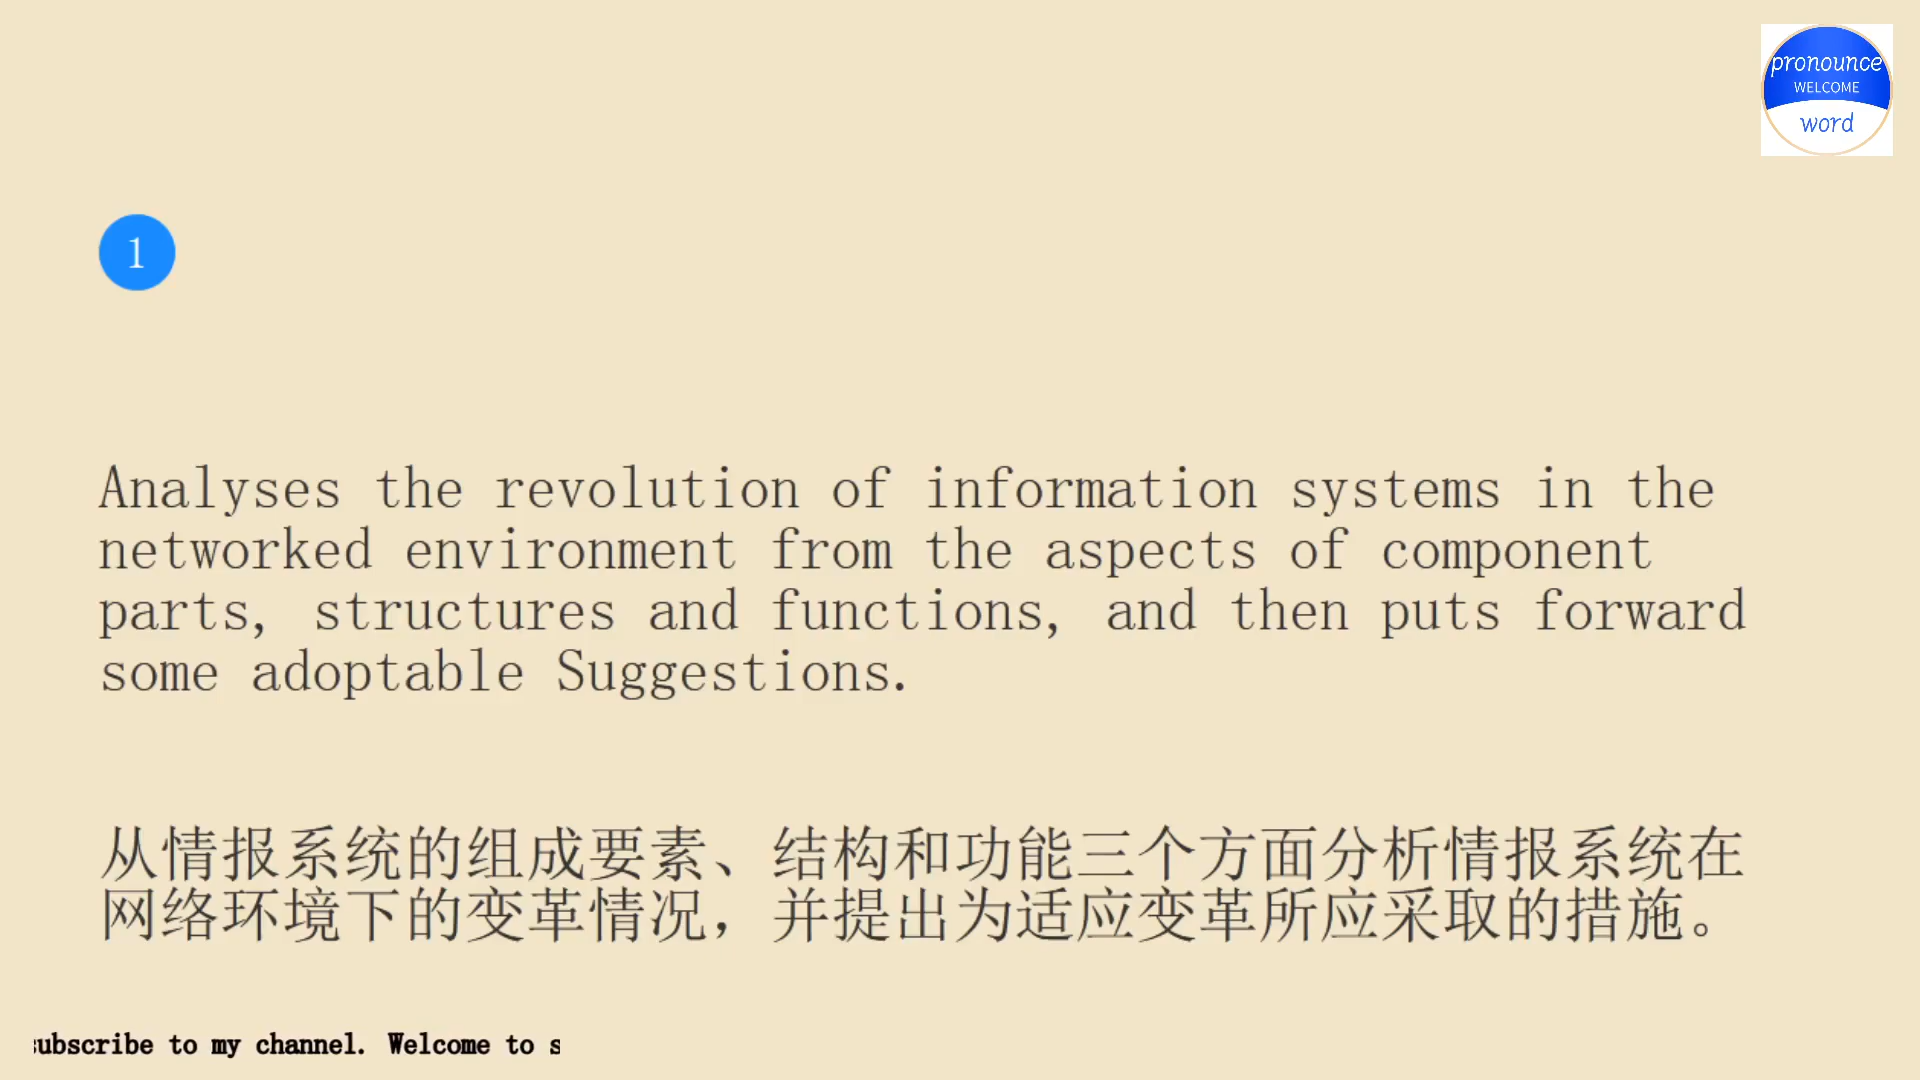 pronounce
WELCOME
word
1
Analyses the revolution of information systems in the
networked environment from the aspects of component
parts, structures and functions, and then puts forward
some adoptable Suggestions.
从情报系统的组成要素、结构和功能三个方面分析情报系统在
网络环境下的变革情况，并提出为适应变革所应采取的措施。
subscribe to my channel. Welcome to s